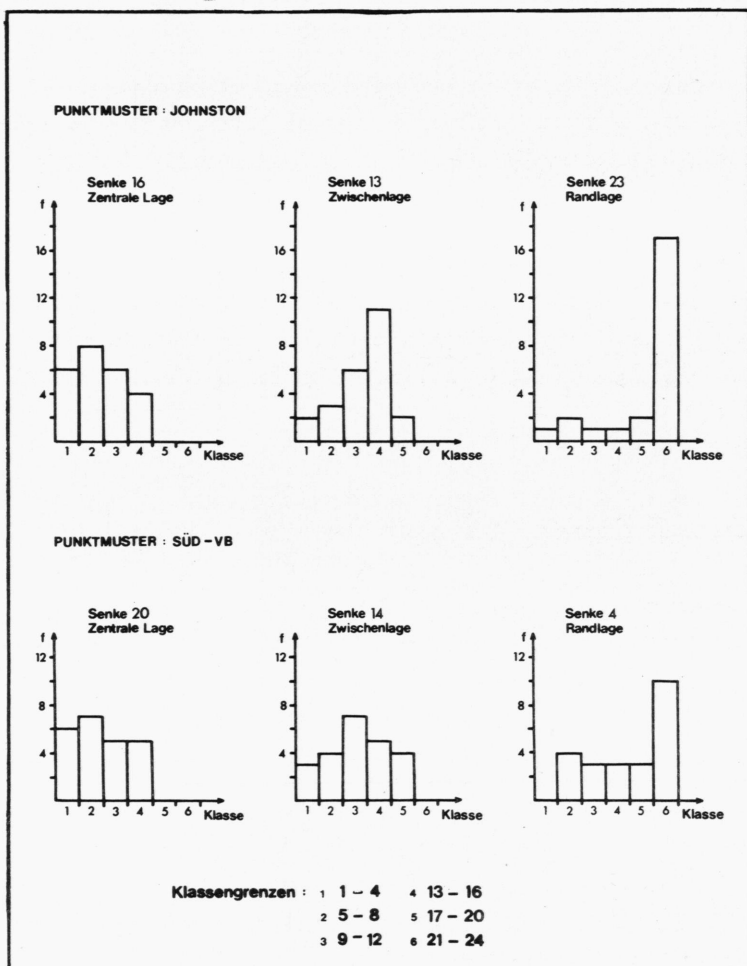 PUNKTMUSTER : JOHNSTON
Senke 16
Zentrale Lage
f
16
12
8
4
1 2 3 4 5 6 Klasse
Senke 13
Zwischenlage
f
16
12
8
4
1 2 3 4 5 6 Klasse
Senke 23
Randlage
f
16
12
8
4
1 2 3 4 5 6 Klasse
PUNKTMUSTER : SÜD-VB
Senke 20
Zentrale Lage
f
12
8
4
1 2 3 4 5 6 Klasse
Senke 14
Zwischenlage
f
12
8
4
1 2 3 4 5 6 Klasse
Senke 4
Randlage
f
12
8
4
1 2 3 4 5 6 Klasse
Klassengrenzen : 1 1 – 4 4 13 – 16
2 5 – 8 5 17 – 20
3 9 – 12 6 21 – 24